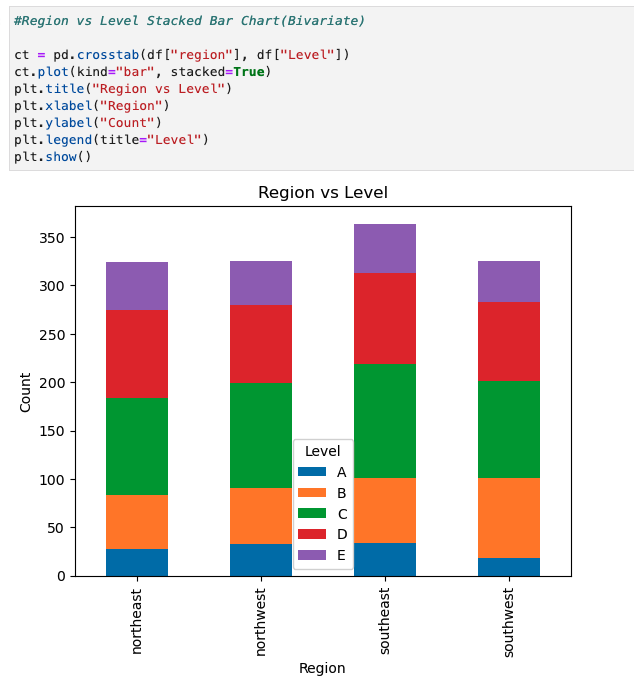 #Region vs Level Stacked Bar Chart(Bivariate)
ct = pd.crosstab(df["region"], df["Level"])
ct.plot(kind="bar", stacked=True)
plt.title("Region vs Level")
plt.xlabel("Region")
plt.ylabel("Count")
plt.legend(title="Level")
plt.show()
Region vs Level
350
300
250
200
150
100
50
0
Count
Level
A
B
C
D
E
northeast
northwest
southeast
southwest
Region